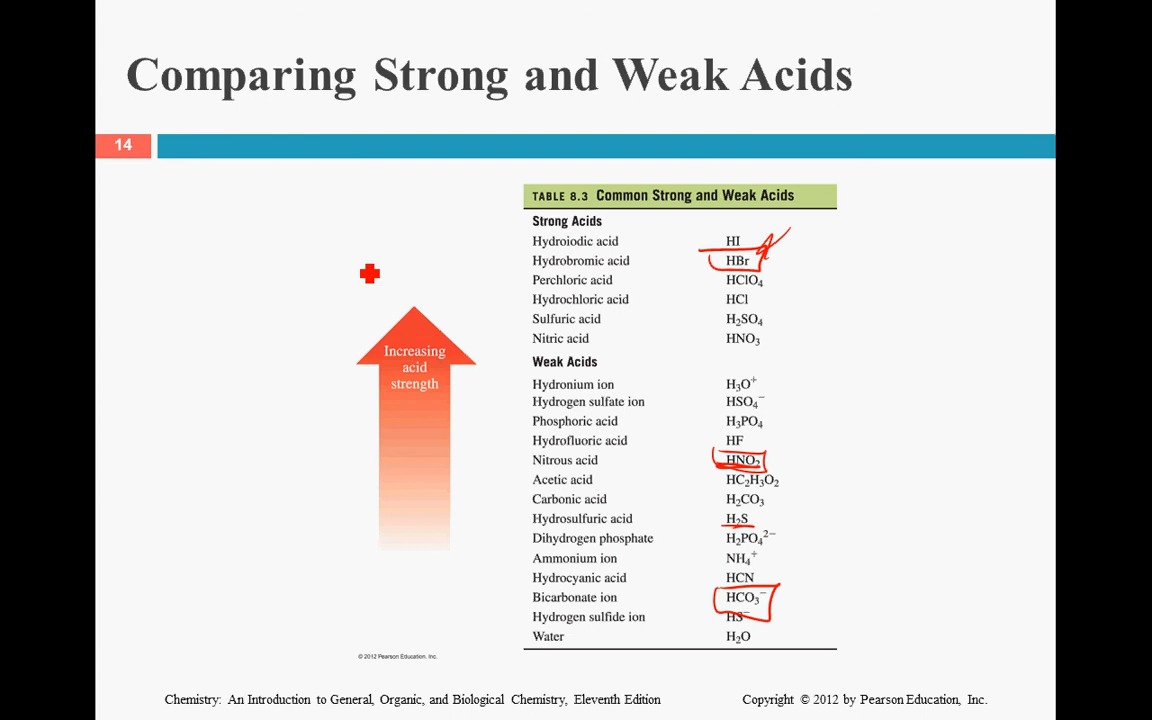 Comparing Strong and Weak Acids
14
TABLE 8.3 Common Strong and Weak Acids
Strong Acids
Hydroiodic acid HI
Hydrobromic acid HBr
Perchloric acid HClO₄
Hydrochloric acid HCl
Sulfuric acid H₂SO₄
Nitric acid HNO₃
Weak Acids
Hydronium ion H₃O⁺
Hydrogen sulfate ion HSO₄⁻
Phosphoric acid H₃PO₄
Hydrofluoric acid HF
Nitrous acid HNO₂
Acetic acid HC₂H₃O₂
Carbonic acid H₂CO₃
Hydrosulfuric acid H₂S
Dihydrogen phosphate H₂PO₄²⁻
Ammonium ion NH₄⁺
Hydrocyanic acid HCN
Bicarbonate ion HCO₃⁻
Hydrogen sulfide ion HS⁻
Water H₂O
Increasing
acid
strength
© 2012 Pearson Education, Inc.
Chemistry: An Introduction to General, Organic, and Biological Chemistry, Eleventh Edition
Copyright © 2012 by Pearson Education, Inc.